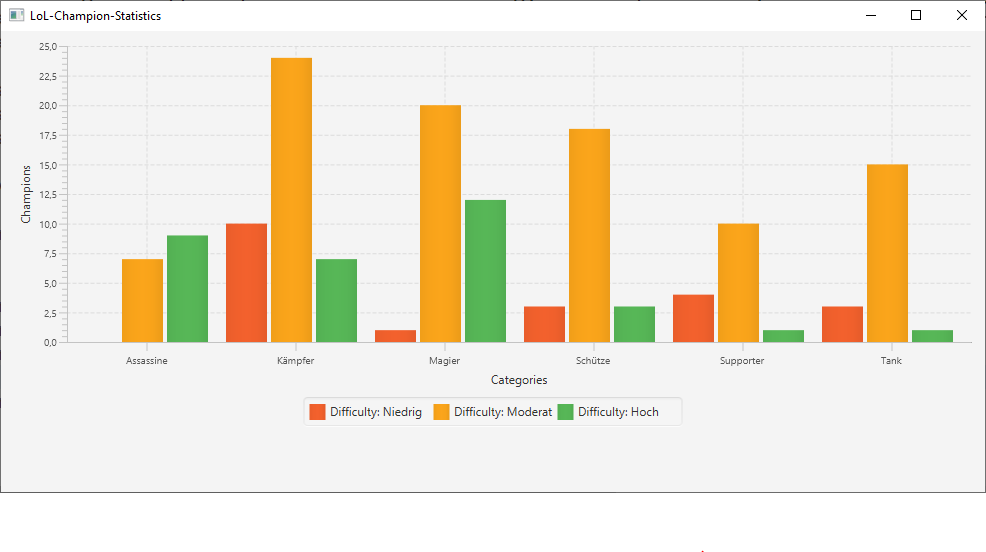 LoL-Champion-Statistics
25,0
22,5
20,0
17,5
15,0
12,5
10,0
7,5
5,0
2,5
0,0
Champions
Assassine Kämpfer Magier Schütze Supporter Tank
Categories
Difficulty: Niedrig Difficulty: Moderat Difficulty: Hoch